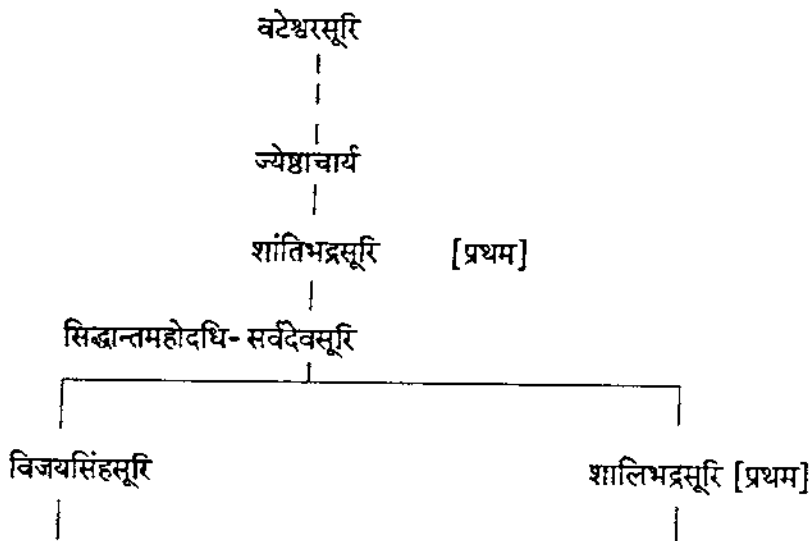 वटेश्वरसूरि
ज्येष्ठाचार्य
शांतिभद्रसूरि [प्रथम]
सिद्धान्तमहोदधि- सर्वदेवसूरि
विजयसिंहसूरि शालिभद्रसूरि [प्रथम]